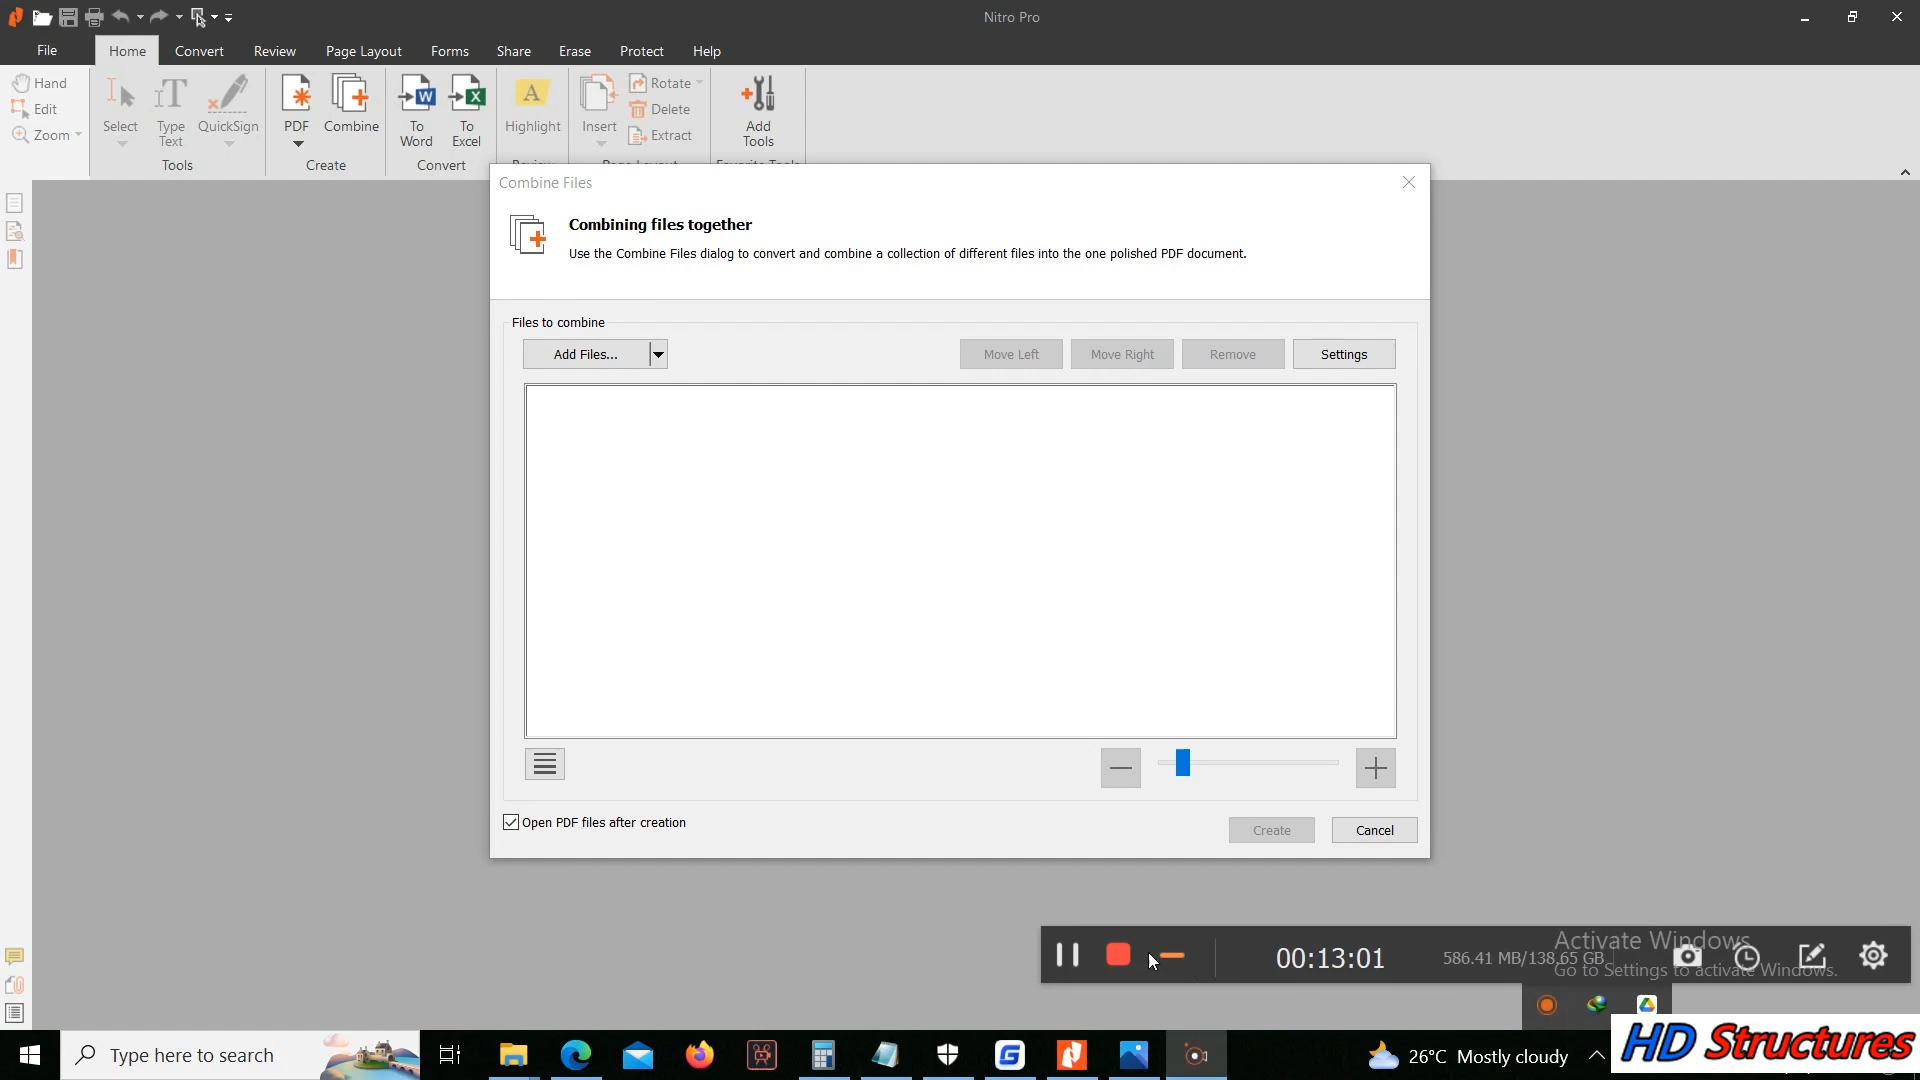 Nitro Pro
File
Home
Convert
Review
Page Layout
Forms
Share
Erase
Protect
Help
Hand
Edit
Zoom
Select
Type
Text
QuickSign
Tools
PDF
Combine
Create
To
Word
To
Excel
Convert
Highlight
Insert
Rotate
Delete
Extract
Add
Tools
Combine Files
Combining files together
Use the Combine Files dialog to convert and combine a collection of different files into the one polished PDF document.
Files to combine
Add Files...
Move Left
Move Right
Remove
Settings
Open PDF files after creation
Create
Cancel
00:13:01
586.41 MB/138.65 GB
Activate Windows
Go to Settings to activate Windows.
Type here to search
26°C Mostly cloudy
HD Structures